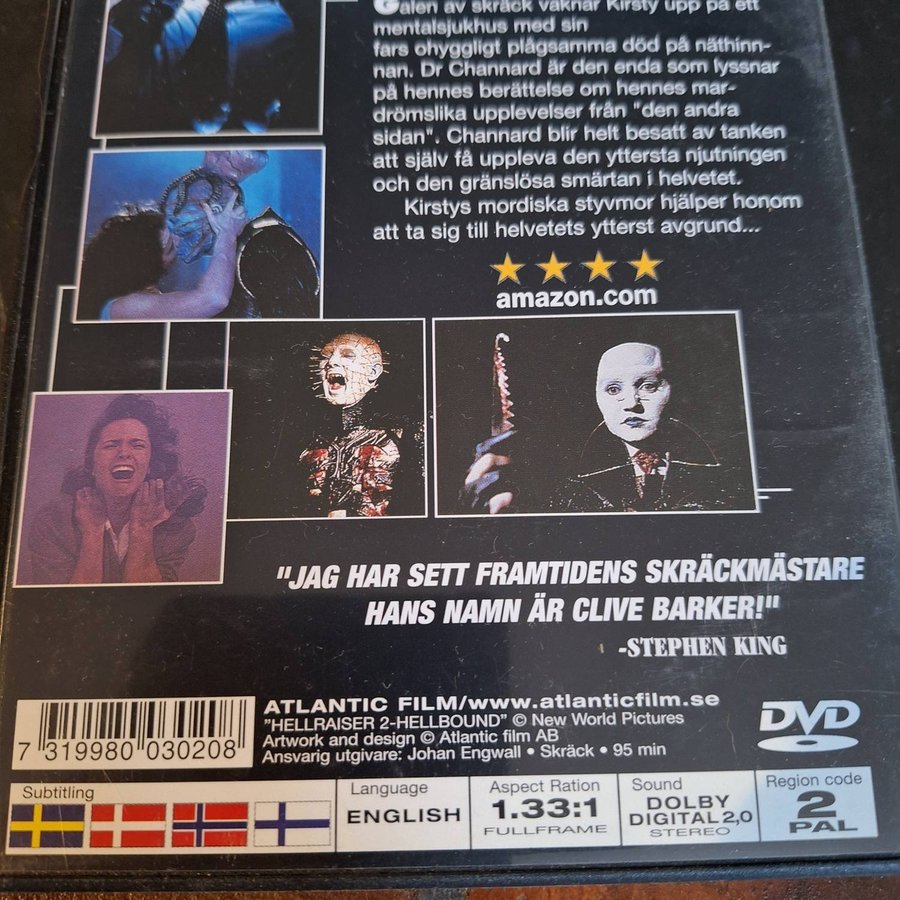 Galen av skräck vaknar Kirsty upp på ett
mentalsjukhus med sin
fars ohyggligt plågsamma död på näthinn-
nan. Dr Channard är den enda som lyssnar
på hennes berättelse om hennes mar-
drömslika upplevelser från "den andra
sidan". Channard blir helt besatt av tanken
att själv få uppleva den yttersta njutningen
och den gränslösa smärtan i helvetet.
Kirstys mordiska styvmor hjälper honom
att ta sig till helvetets ytterst avgrund...
amazon.com
"JAG HAR SETT FRAMTIDENS SKRÄCKMÄSTARE
HANS NAMN ÄR CLIVE BARKER!"
-STEPHEN KING
ATLANTIC FILM/www.atlanticfilm.se
"HELLRAISER 2-HELLBOUND" © New World Pictures
Artwork and design © Atlantic film AB
Ansvarig utgivare: Johan Engwall • Skräck • 95 min
DVD
7 319980 030208
Subtitling
Language
ENGLISH
Aspect Ration
1.33:1
FULLFRAME
Sound
DOLBY
DIGITAL 2,0
STEREO
Region code
2
PAL